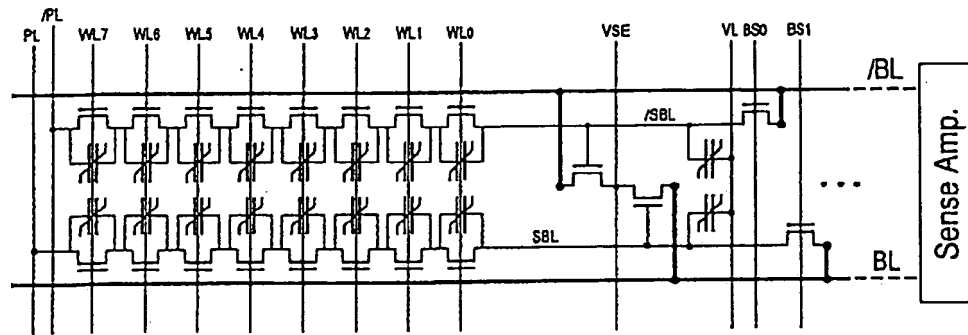 /PL
PL WL7 WL6 WL5 WL4 WL3 WL2 WL1 WL0 VSE VL BS0 BS1
/BL
/SBL
SBL
BL
Sense Amp.